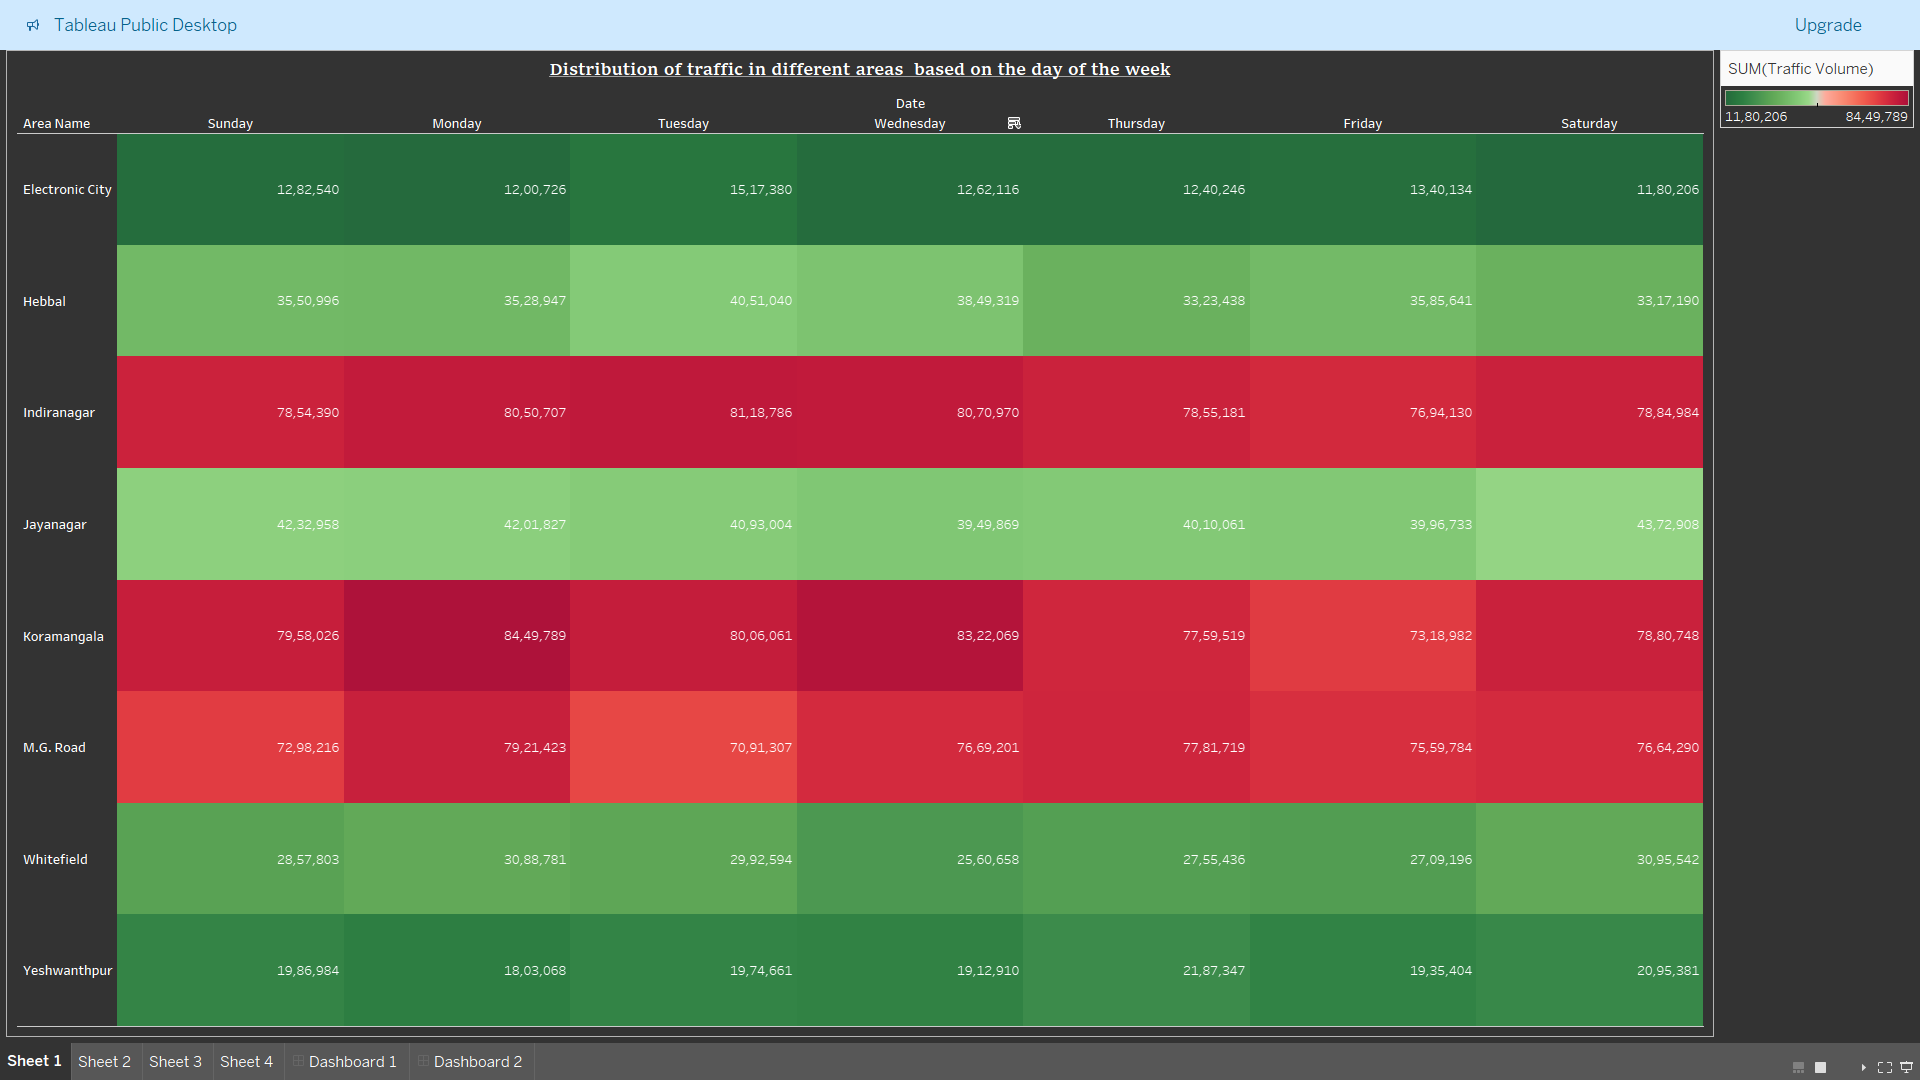 Tableau Public Desktop
Upgrade
Distribution of traffic in different areas  based on the day of the week
SUM(Traffic Volume)
11,80,206 84,49,789
Date
Area Name Sunday Monday Tuesday Wednesday Thursday Friday Saturday
Electronic City 12,82,540 12,00,726 15,17,380 12,62,116 12,40,246 13,40,134 11,80,206
Hebbal 35,50,996 35,28,947 40,51,040 38,49,319 33,23,438 35,85,641 33,17,190
Indiranagar 78,54,390 80,50,707 81,18,786 80,70,970 78,55,181 76,94,130 78,84,984
Jayanagar 42,32,958 42,01,827 40,93,004 39,49,869 40,10,061 39,96,733 43,72,908
Koramangala 79,58,026 84,49,789 80,06,061 83,22,069 77,59,519 73,18,982 78,80,748
M.G. Road 72,98,216 79,21,423 70,91,307 76,69,201 77,81,719 75,59,784 76,64,290
Whitefield 28,57,803 30,88,781 29,92,594 25,60,658 27,55,436 27,09,196 30,95,542
Yeshwanthpur 19,86,984 18,03,068 19,74,661 19,12,910 21,87,347 19,35,404 20,95,381
Sheet 1 Sheet 2 Sheet 3 Sheet 4 Dashboard 1 Dashboard 2